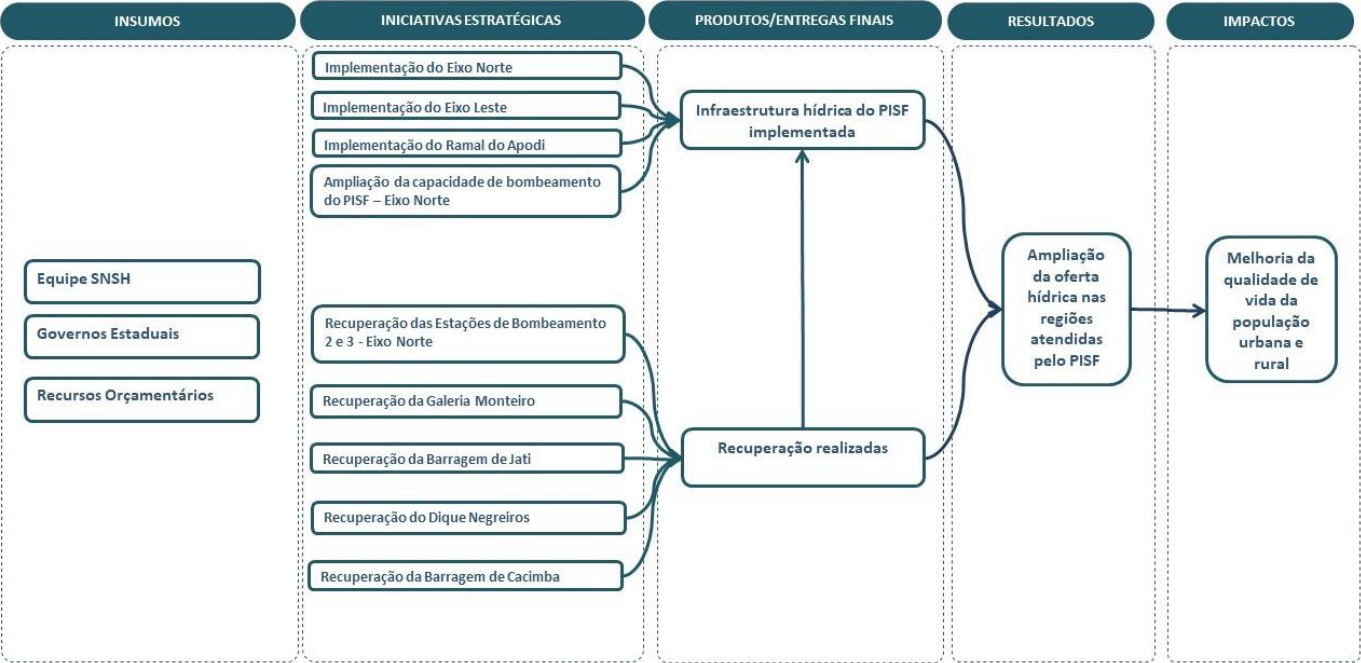 INSUMOS
INICIATIVAS ESTRATÉGICAS
PRODUTOS/ENTREGAS FINAIS
RESULTADOS
IMPACTOS
Equipe SNSH
Governos Estaduais
Recursos Orçamentários
Implementação do Eixo Norte
Implementação do Eixo Leste
Implementação do Ramal do Apodi
Ampliação da capacidade de bombeamento
do PISF – Eixo Norte
Recuperação das Estações de Bombeamento
2 e 3 - Eixo Norte
Recuperação da Galeria Monteiro
Recuperação da Barragem de Jati
Recuperação do Dique Negreiros
Recuperação da Barragem de Cacimba
Infraestrutura hídrica do PISF
implementada
Recuperação realizadas
Ampliação
da oferta
hídrica nas
regiões
atendidas
pelo PISF
Melhoria da
qualidade de
vida da
população
urbana e
rural